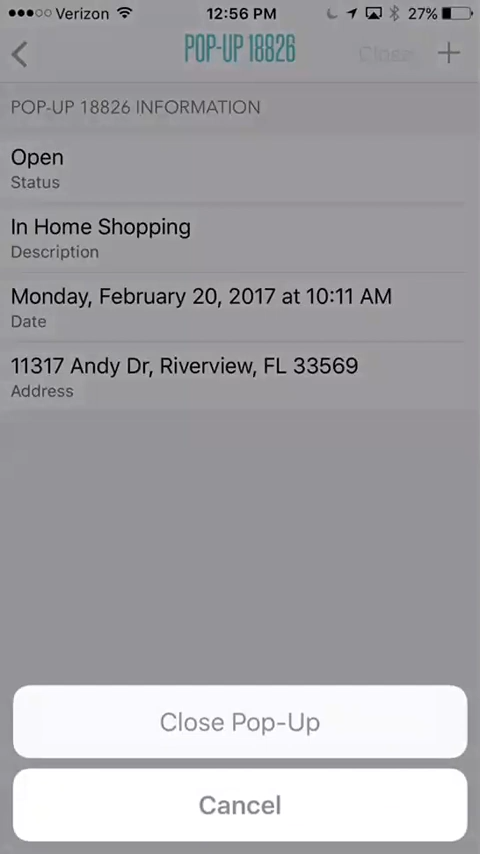 Verizon 12:56 PM 27%
POP-UP 18826 Close
POP-UP 18826 INFORMATION
Open
Status
In Home Shopping
Description
Monday, February 20, 2017 at 10:11 AM
Date
11317 Andy Dr, Riverview, FL 33569
Address
Close Pop-Up
Cancel